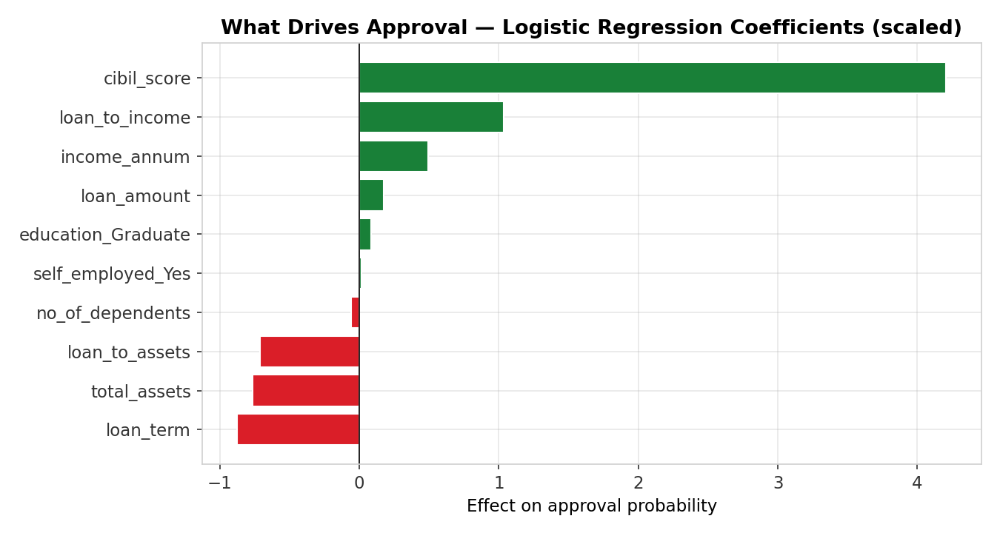 What Drives Approval — Logistic Regression Coefficients (scaled)
cibil_score
loan_to_income
income_annum
loan_amount
education_Graduate
self_employed_Yes
no_of_dependents
loan_to_assets
total_assets
loan_term
−1 0 1 2 3 4
Effect on approval probability